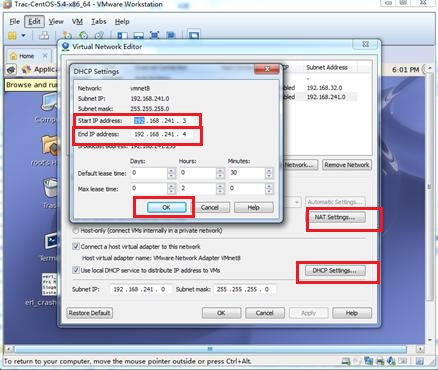 Trac-CentOS-5.4-x86_64 - VMware Workstation
File Edit View VM Tabs Help
Home
Applica
6:01 PM
Browse and ru
Virtual Network Editor
Subnet Address
-
192.168.32.0
192.168.241.0
DHCP Settings
Network: vmnet8
Subnet IP: 192.168.241.0
Subnet mask: 255.255.255.0
Start IP address: 192 .168 .241 . 3
End IP address: 192 .168 .241 . 4
Broadcast address: 192.168.241.255
Days: Hours: Minutes:
Default lease time: 0 0 30
Max lease time: 0 2 0
OK Cancel Help
Network... Remove Network
Automatic Settings...
NAT Settings...
Host-only (connect VMs internally in a private network)
Connect a host virtual adapter to this network
Host virtual adapter name: VMware Network Adapter VMnet8
Use local DHCP service to distribute IP address to VMs
DHCP Settings...
Subnet IP: 192 .168 .241 . 0 Subnet mask: 255 .255 .255 . 0
Restore Default OK Cancel Apply Help
Comp
root's H
Tras
Term
erl_crash
To return to your computer, move the mouse pointer outside or press Ctrl+Alt.